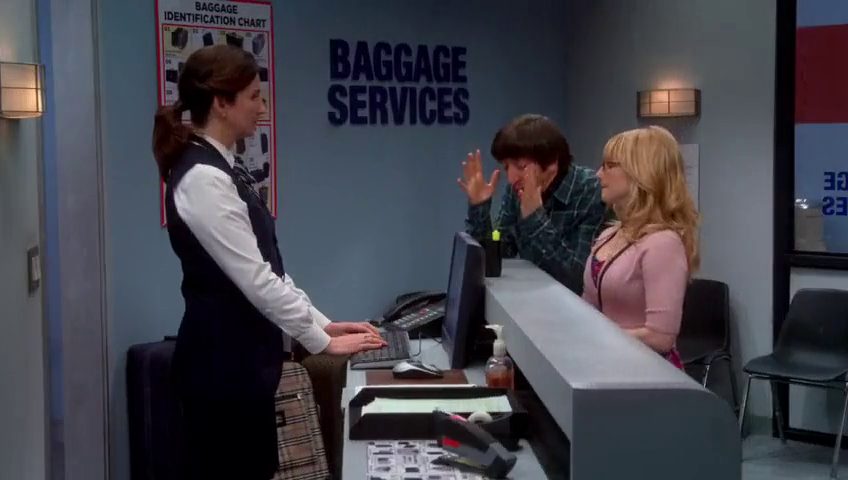 BAGGAGE
IDENTIFICATION CHART
BAGGAGE
SERVICES